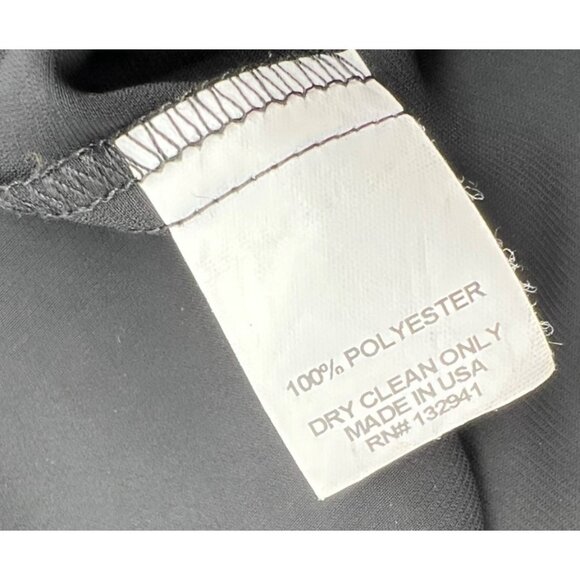 100% POLYESTER
DRY CLEAN ONLY
MADE IN USA
RN# 132941